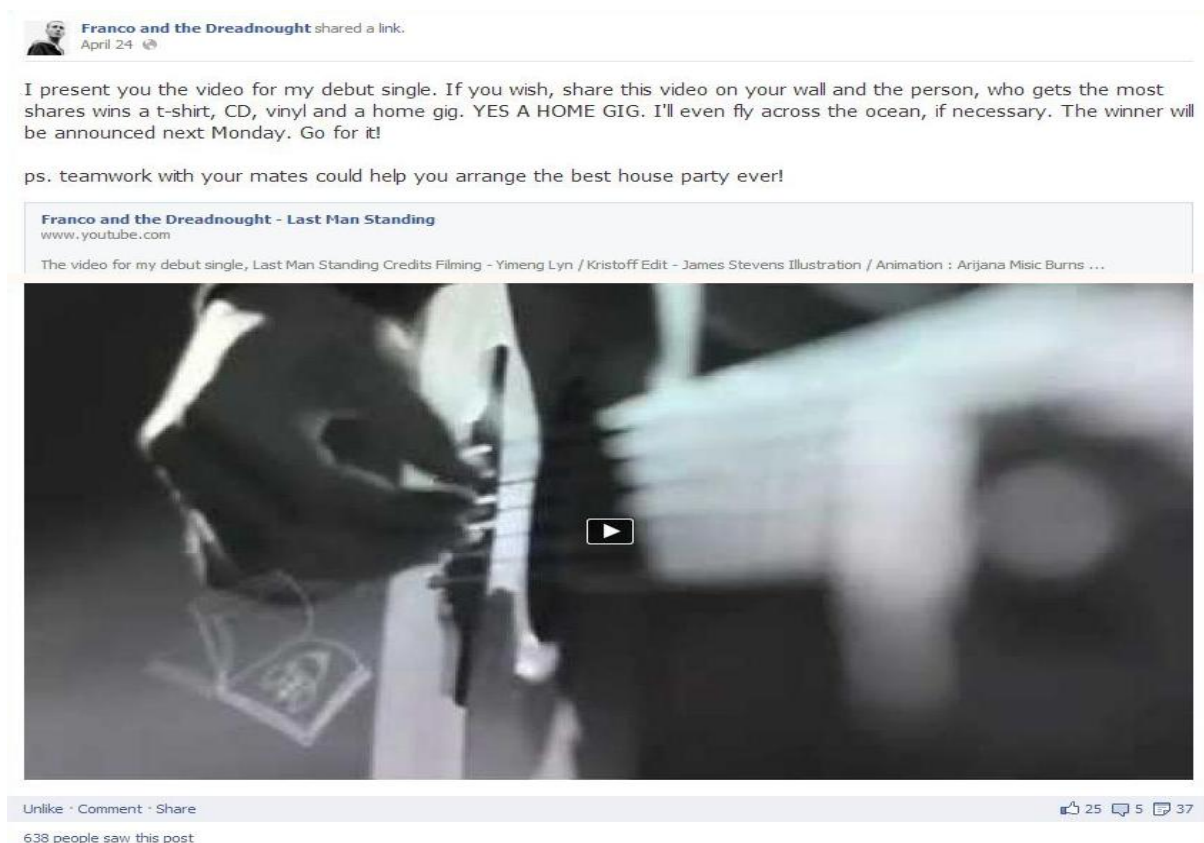 Franco and the Dreadnought shared a link.
April 24
I present you the video for my debut single. If you wish, share this video on your wall and the person, who gets the most
shares wins a t-shirt, CD, vinyl and a home gig. YES A HOME GIG. I'll even fly across the ocean, if necessary. The winner will
be announced next Monday. Go for it!
ps. teamwork with your mates could help you arrange the best house party ever!
Franco and the Dreadnought - Last Man Standing
www.youtube.com
The video for my debut single, Last Man Standing Credits Filming - Yimeng Lyn / Kristoff Edit - James Stevens Illustration / Animation : Arijana Misic Burns ...
Unlike · Comment · Share 25 5 37
638 people saw this post